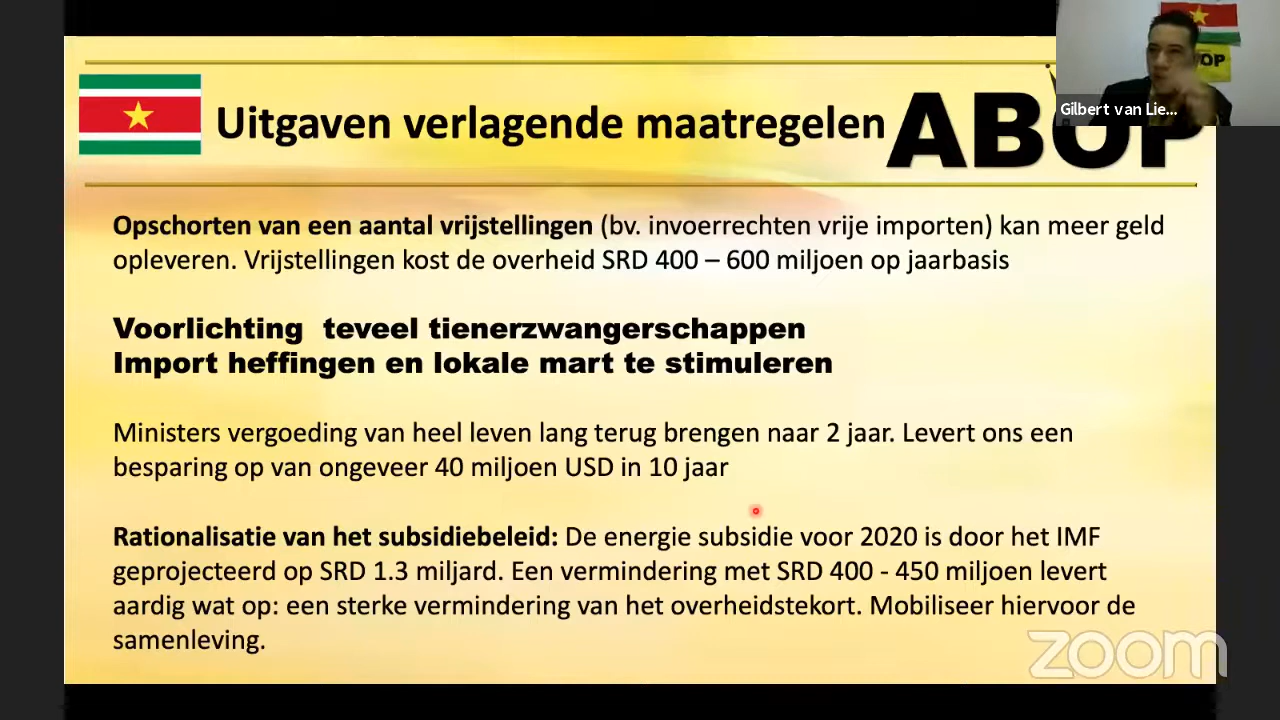 Uitgaven verlagende maatregelen
ABOP
OP
Gilbert van Lie...
Opschorten van een aantal vrijstellingen (bv. invoerrechten vrije importen) kan meer geld
opleveren. Vrijstellingen kost de overheid SRD 400 – 600 miljoen op jaarbasis
Voorlichting teveel tienerzwangerschappen
Import heffingen en lokale mart te stimuleren
Ministers vergoeding van heel leven lang terug brengen naar 2 jaar. Levert ons een
besparing op van ongeveer 40 miljoen USD in 10 jaar
Rationalisatie van het subsidiebeleid: De energie subsidie voor 2020 is door het IMF
geprojecteerd op SRD 1.3 miljard. Een vermindering met SRD 400 - 450 miljoen levert
aardig wat op: een sterke vermindering van het overheidstekort. Mobiliseer hiervoor de
samenleving.
zoom